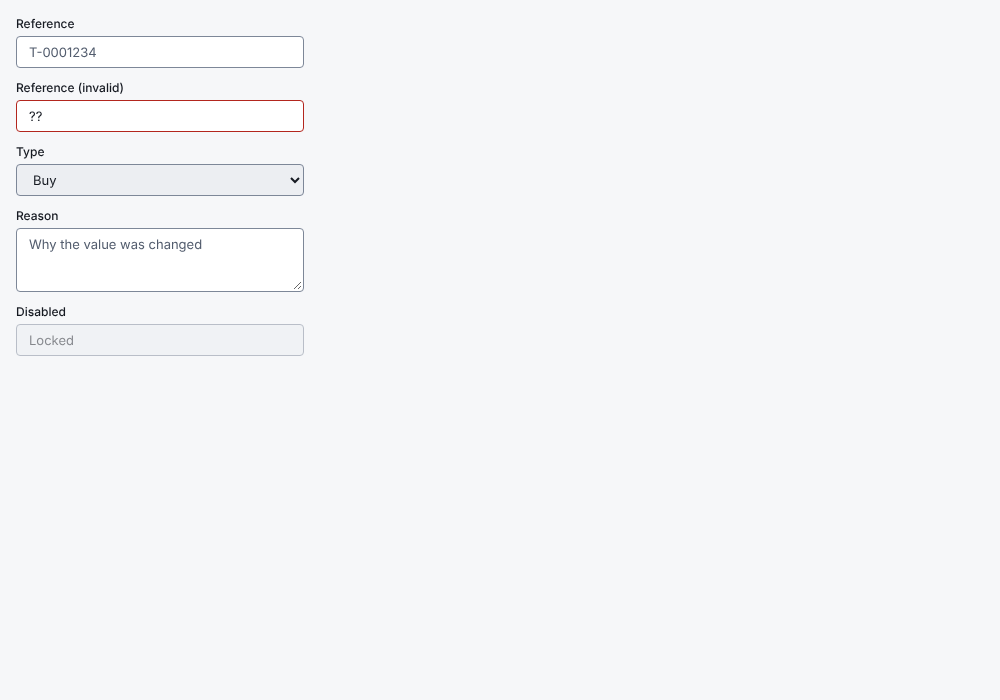 Reference
T-0001234
Reference (invalid)
??
Type
Buy
Reason
Why the value was changed
Disabled
Locked